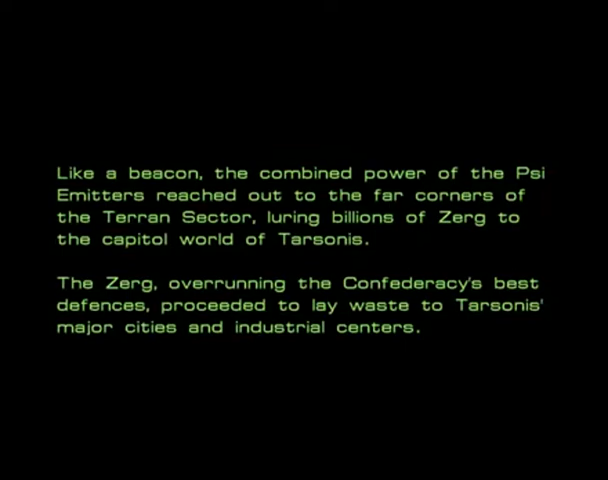 Like a beacon, the combined power of the Psi
Emitters reached out to the far corners of
the Terran Sector, luring billions of Zerg to
the capitol world of Tarsonis.
The Zerg, overrunning the Confederacy's best
defences, proceeded to lay waste to Tarsonis'
major cities and industrial centers.